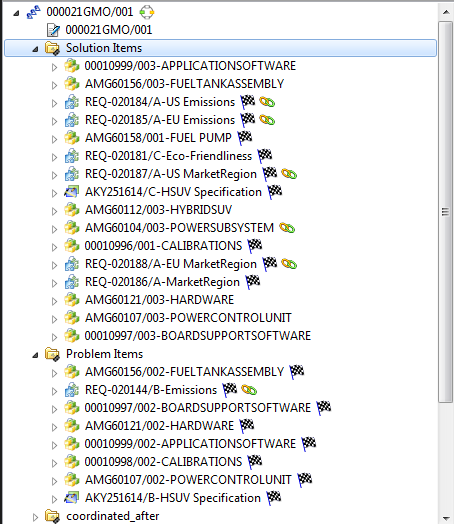 000021GMO/001
000021GMO/001
Solution Items
00010999/003-APPLICATIONSOFTWARE
AMG60156/003-FUELTANKASSEMBLY
REQ-020184/A-US Emissions
REQ-020185/A-EU Emissions
AMG60158/001-FUEL PUMP
REQ-020181/C-Eco-Friendliness
REQ-020187/A-US MarketRegion
AKY251614/C-HSUV Specification
AMG60112/003-HYBRIDSUV
AMG60104/003-POWERSUBSYSTEM
00010996/001-CALIBRATIONS
REQ-020188/A-EU MarketRegion
REQ-020186/A-MarketRegion
AMG60121/003-HARDWARE
AMG60107/003-POWERCONTROLUNIT
00010997/003-BOARDSUPPORTSOFTWARE
Problem Items
AMG60156/002-FUELTANKASSEMBLY
REQ-020144/B-Emissions
00010997/002-BOARDSUPPORTSOFTWARE
AMG60121/002-HARDWARE
00010999/002-APPLICATIONSOFTWARE
00010998/002-CALIBRATIONS
AMG60107/002-POWERCONTROLUNIT
AKY251614/B-HSUV Specification
coordinated_after